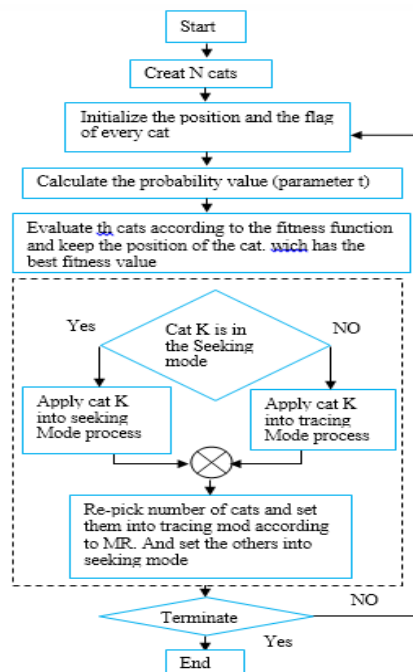 Start
Creat N cats
Initialize the position and the flag
of every cat
Calculate the probability value (parameter t)
Evaluate th cats according to the fitness function
and keep the position of the cat. wich has the
best fitness value
Yes
Cat K is in
the Seeking
mode
NO
Apply cat K
into seeking
Mode process
Apply cat K
into tracing
Mode process
Re-pick number of cats and set
them into tracing mod according
to MR. And set the others into
seeking mode
Terminate
NO
Yes
End